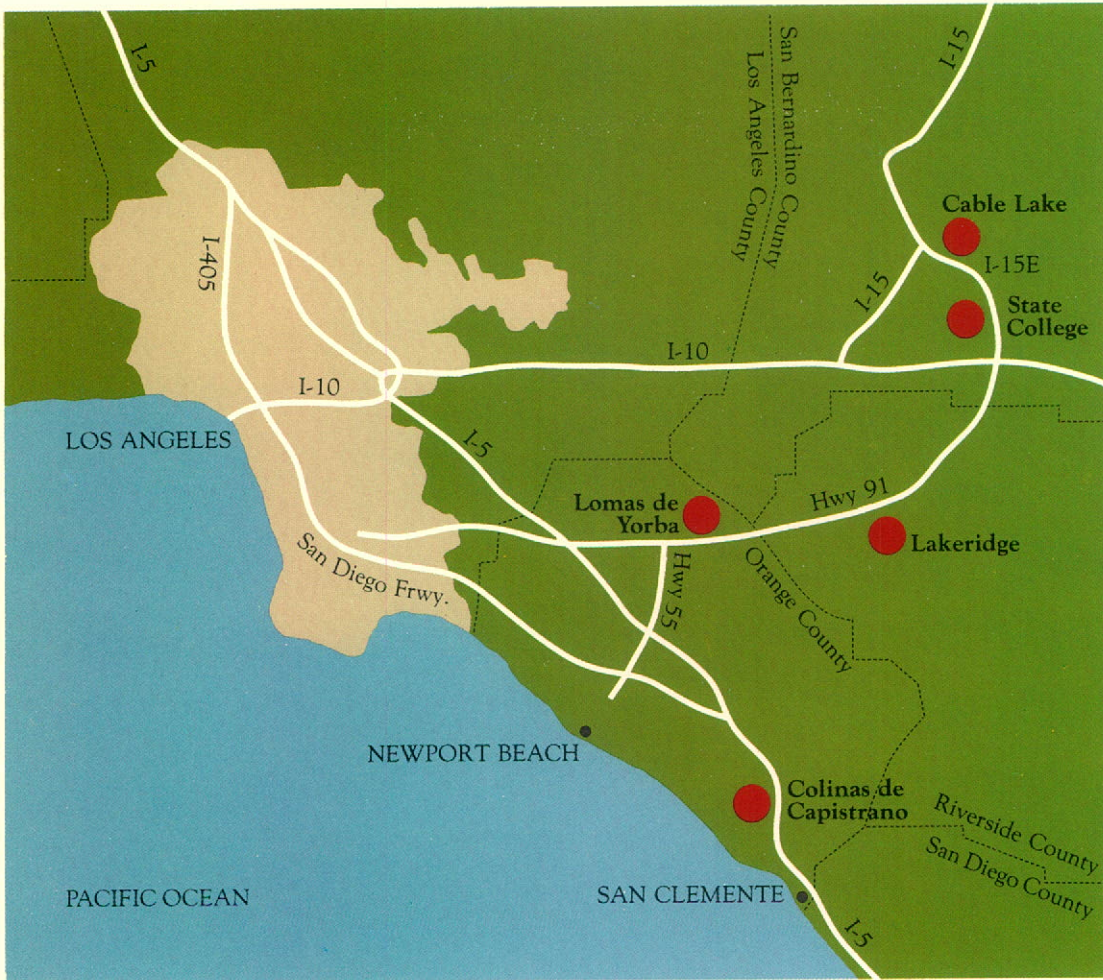 I-5
I-15
San Bernardino County
Los Angeles County
Cable Lake
I-405
I-15E
I-15
State
College
I-10
I-10
LOS ANGELES
I-5
Hwy 91
Lomas de
Yorba
Lakeridge
San Diego Frwy.
Hwy 55
Orange County
NEWPORT BEACH
Colinas de
Capistrano
Riverside County
San Diego County
PACIFIC OCEAN
SAN CLEMENTE
I-5